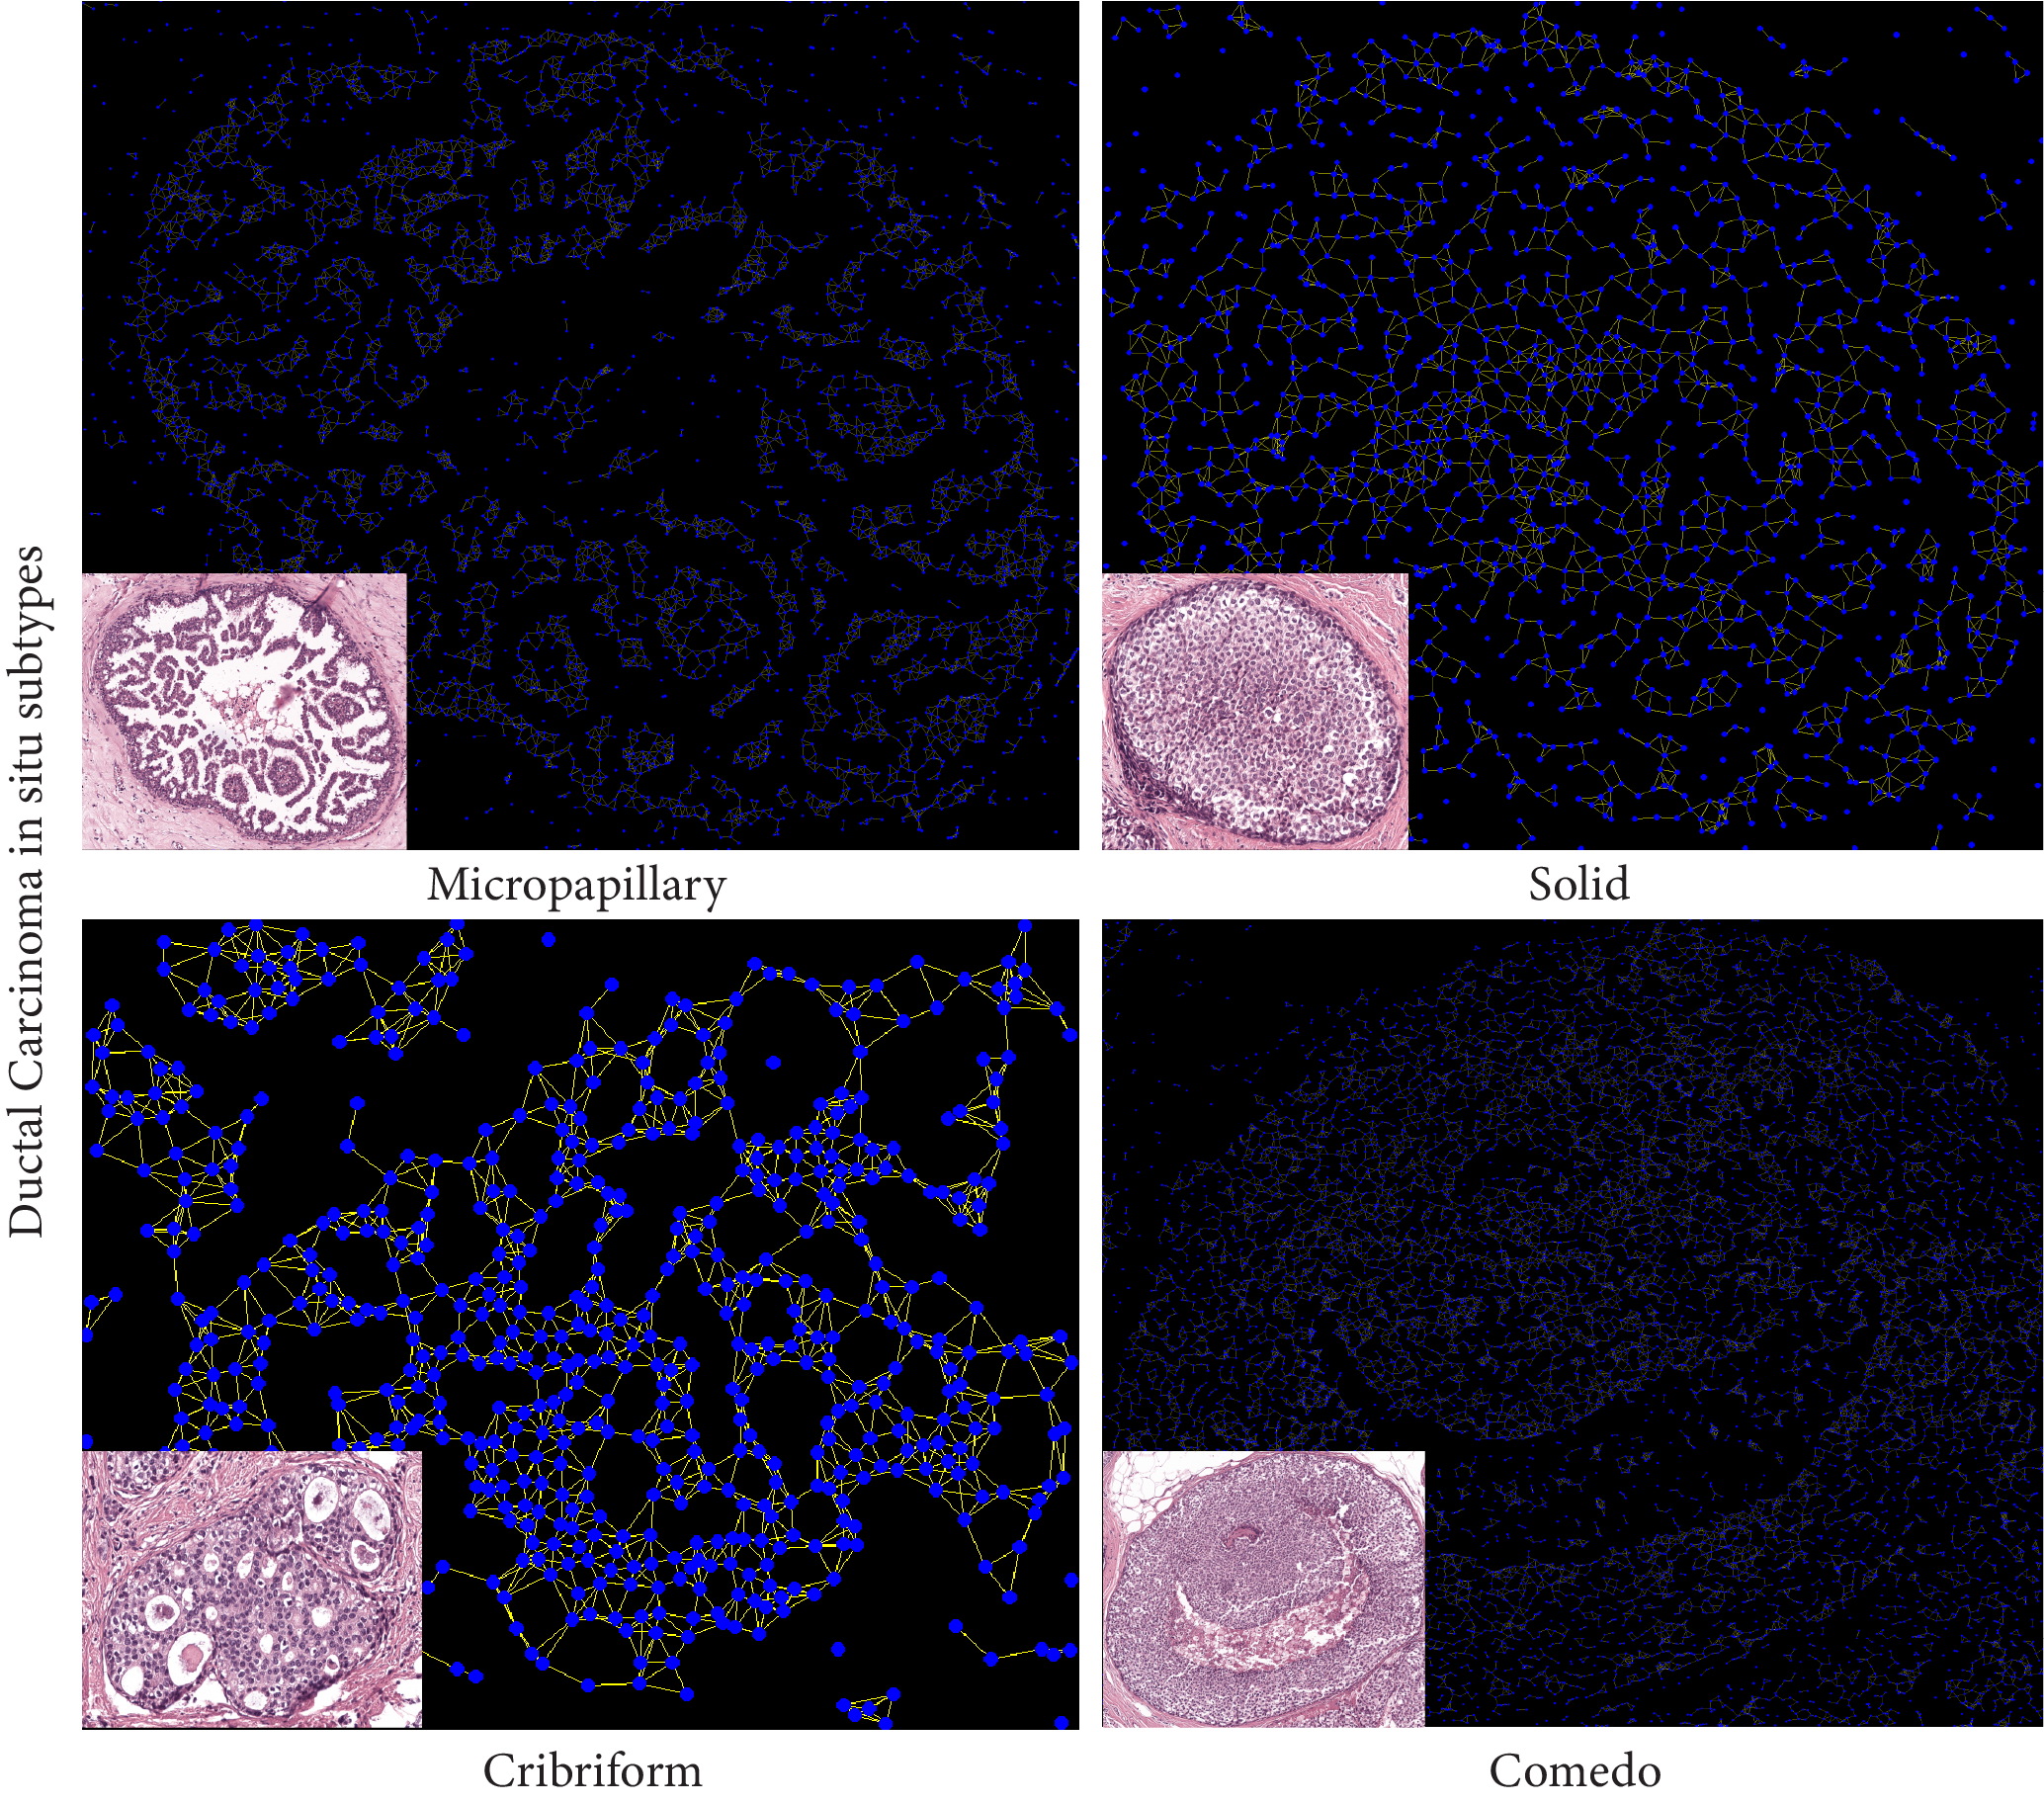 Ductal Carcinoma in situ subtypes
Micropapillary
Solid
Cribriform
Comedo